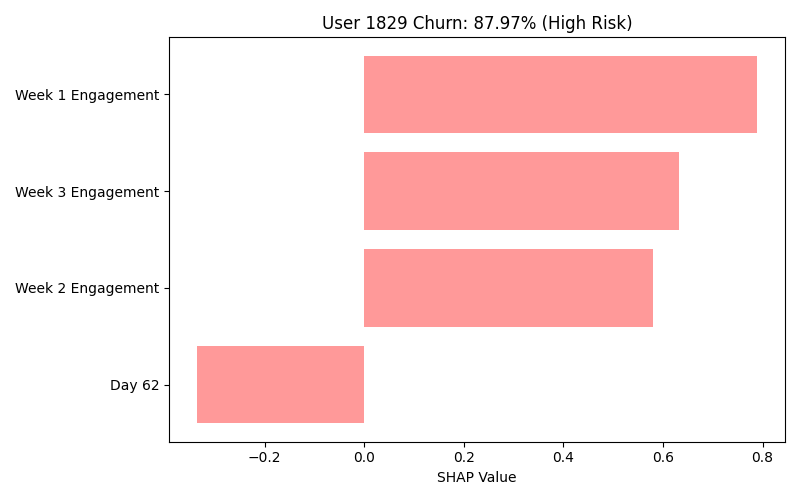 User 1829 Churn: 87.97% (High Risk)
Week 1 Engagement
Week 3 Engagement
Week 2 Engagement
Day 62
−0.2 0.0 0.2 0.4 0.6 0.8
SHAP Value